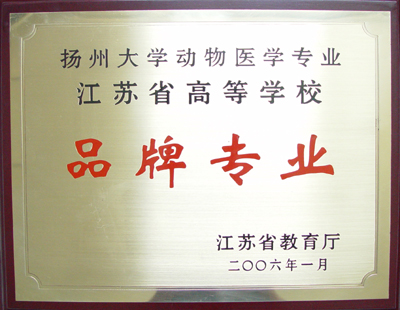 扬州大学动物医学专业
江苏省高等学校
品牌专业
江苏省教育厅
二〇〇六年一月